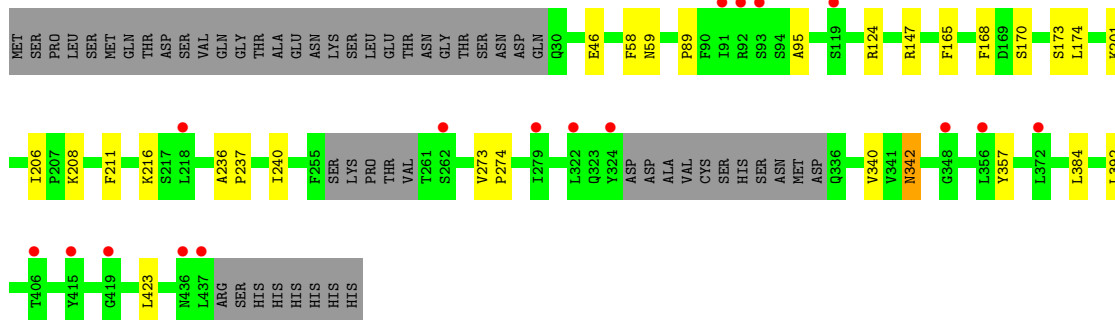 MET SER PRO LEU SER MET GLN THR ASP SER VAL GLN GLY THR ALA GLU ASN LYS SER LEU GLU THR ASN GLY THR SER ASN ASP GLN Q30 E46 F58 N59 P89 F90 I91 R92 S93 S94 A95 S119 R124 R147 F165 F168 D169 S170 S173 L174
I206 P207 K208 F211 K216 S217 L218 A236 P237 I240 F255 SER LYS PRO THR VAL T261 S262 V273 P274 I279 L322 Q323 Y324 ASP ASP ALA VAL CYS SER HIS SER ASN MET ASP Q336 V340 V341 N342 G348 L356 Y357 L372 L384
T406 Y415 G419 L423 N436 L437 ARG SER HIS HIS HIS HIS HIS HIS